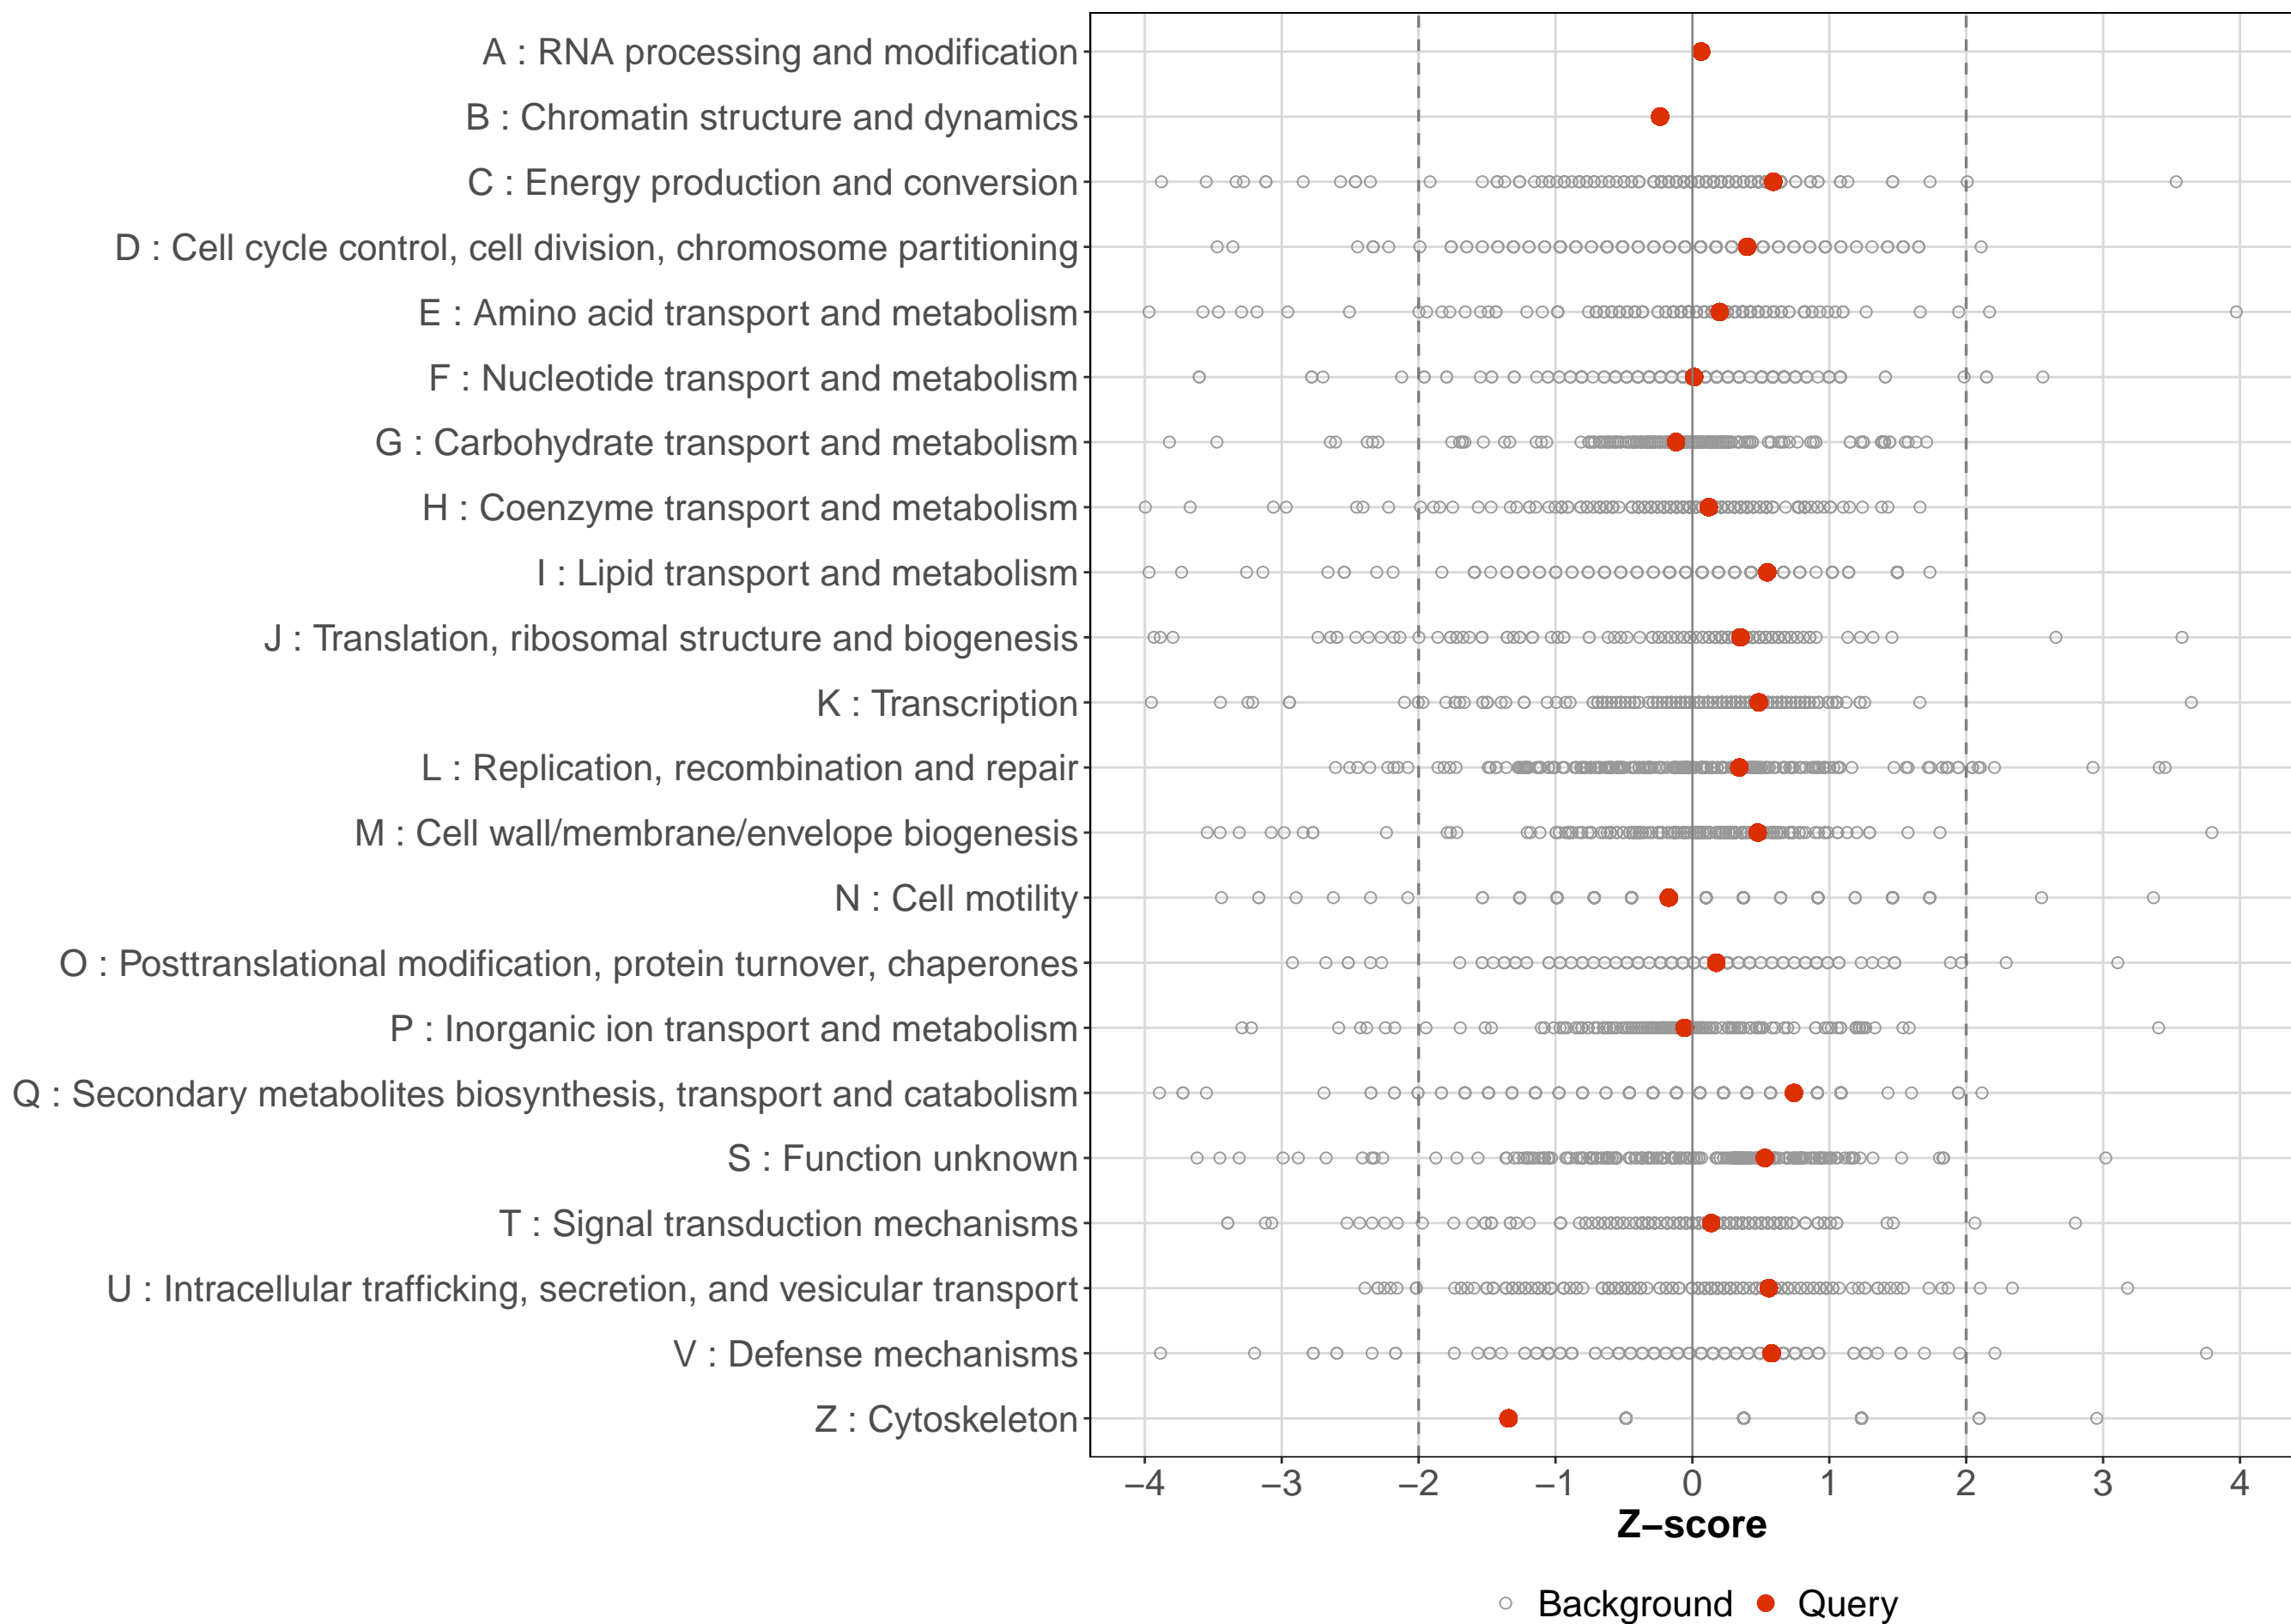 A : RNA processing and modification
B : Chromatin structure and dynamics
C : Energy production and conversion
D : Cell cycle control, cell division, chromosome partitioning
E : Amino acid transport and metabolism
F : Nucleotide transport and metabolism
G : Carbohydrate transport and metabolism
H : Coenzyme transport and metabolism
I : Lipid transport and metabolism
J : Translation, ribosomal structure and biogenesis
K : Transcription
L : Replication, recombination and repair
M : Cell wall/membrane/envelope biogenesis
N : Cell motility
O : Posttranslational modification, protein turnover, chaperones
P : Inorganic ion transport and metabolism
Q : Secondary metabolites biosynthesis, transport and catabolism
S : Function unknown
T : Signal transduction mechanisms
U : Intracellular trafficking, secretion, and vesicular transport
V : Defense mechanisms
Z : Cytoskeleton
−4 −3 −2 −1 0 1 2 3 4
Z−score
Background Query